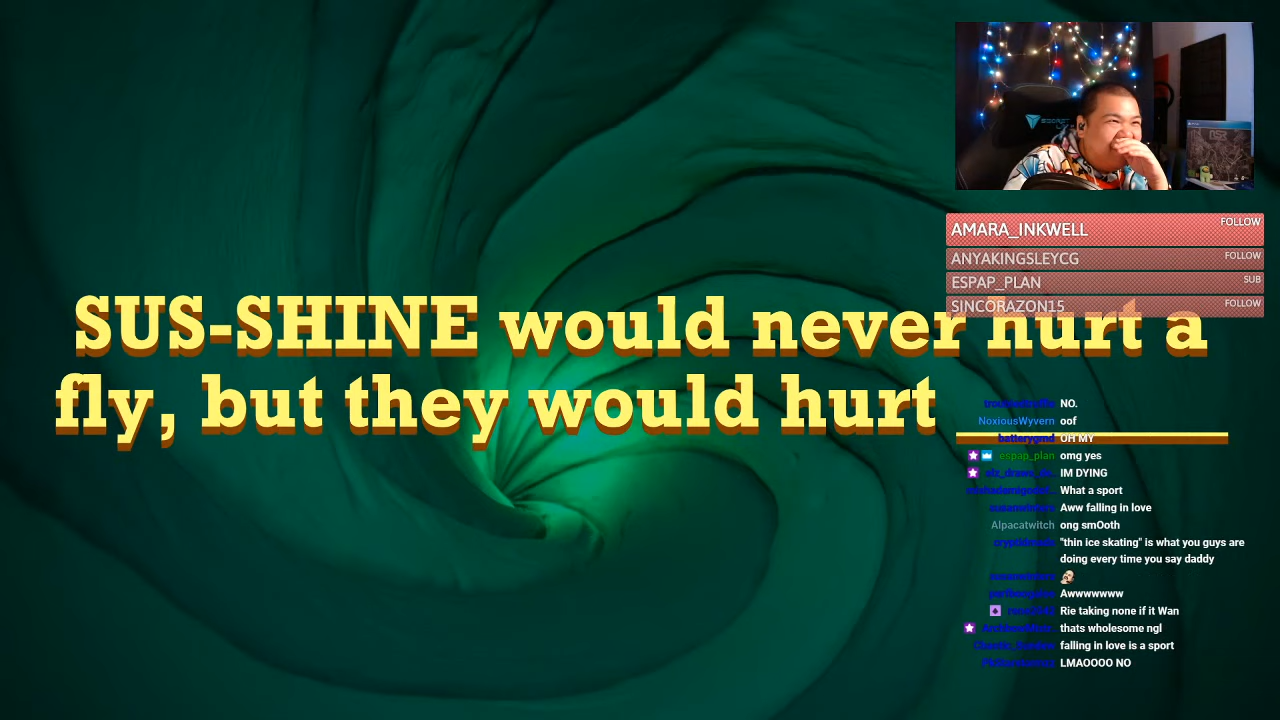 SUS-SHINE would never hurt a
fly, but they would hurt
AMARA_INKWELL FOLLOW
ANYAKINGSLEYCG FOLLOW
ESPAP_PLAN SUB
SINCORAZON15 FOLLOW
NO.
NoxiousWyvern oof
batterygmd OH MY
espap_plan omg yes
IM DYING
What a sport
Aww falling in love
Alpacatwitch ong smOoth
"thin ice skating" is what you guys are
doing every time you say daddy
Awwwwwww
Rie taking none if it Wan
thats wholesome ngl
falling in love is a sport
LMAOOOO NO